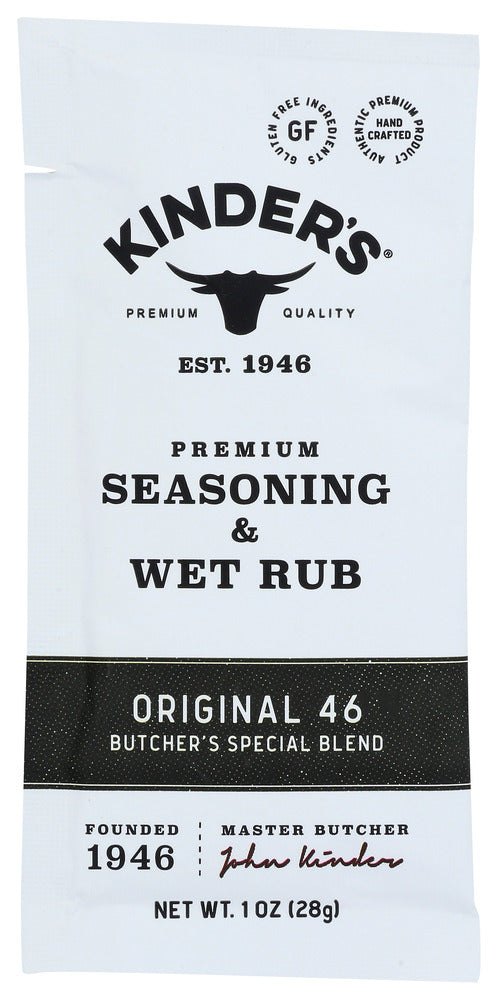 GLUTEN FREE INGREDIENTS
GF
AUTHENTIC PREMIUM PRODUCT
HAND
CRAFTED
KINDER'S®
PREMIUM QUALITY
EST. 1946
PREMIUM
SEASONING
&
WET RUB
ORIGINAL 46
BUTCHER'S SPECIAL BLEND
FOUNDED
1946
MASTER BUTCHER
John Kinder
NET WT. 1 OZ (28g)